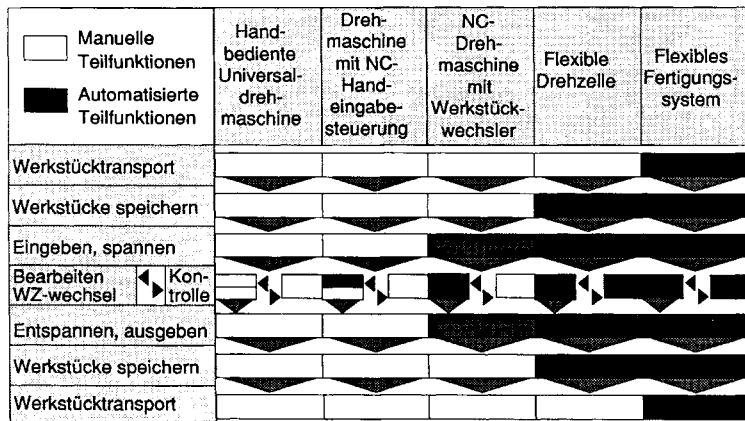 Manuelle
Teilfunktionen
Automatisierte
Teilfunktionen
Hand-
bediente
Universal-
dreh-
maschine
Dreh-
maschine
mit NC-
Hand-
eingabe-
steuerung
NC-
Dreh-
maschine
mit
Werkstück-
wechsler
Flexible
Drehzelle
Flexibles
Fertigungs-
system
Werkstücktransport
Werkstücke speichern
Eingeben, spannen
Bearbeiten
WZ-wechsel
Kon-
trolle
Entspannen, ausgeben
Werkstücke speichern
Werkstücktransport